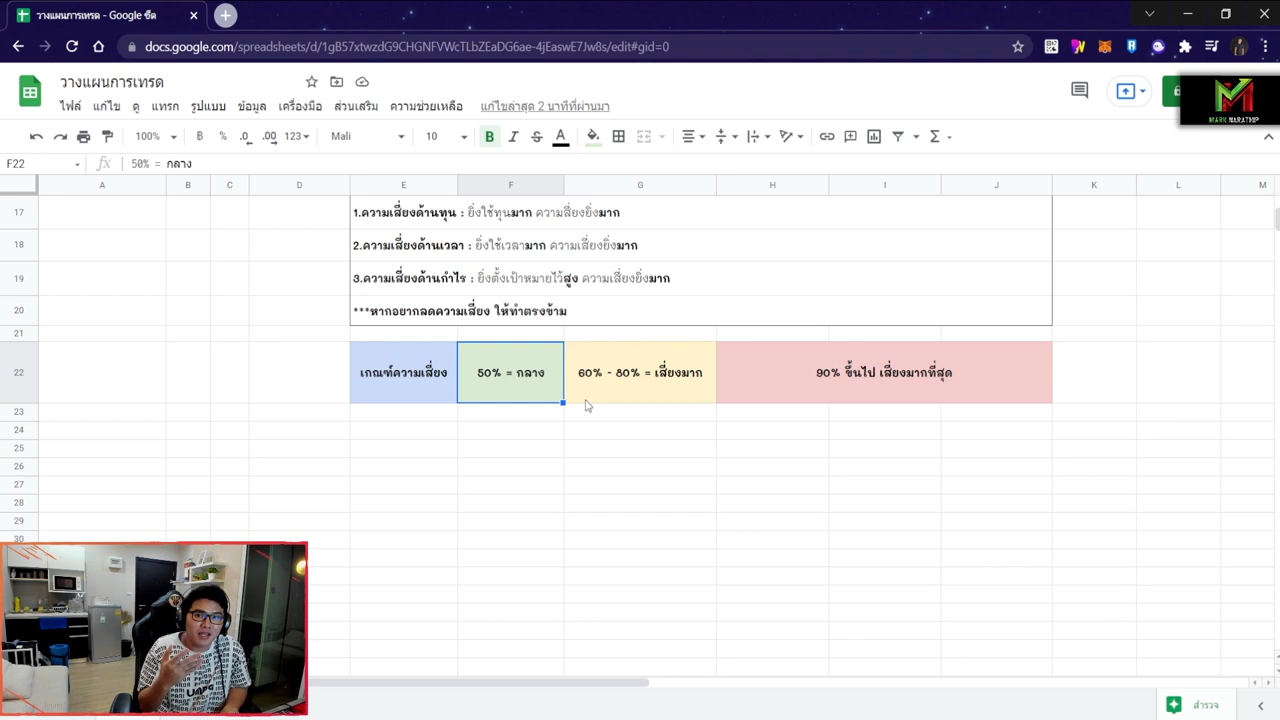 วางแผนการเทรด - Google ชีต
docs.google.com/spreadsheets/d/1gB57xtwzdG9CHGNFVWcTLbZEaDG6ae-4jEaswE7Jw8s/edit#gid=0
วางแผนการเทรด
ไฟล์ แก้ไข ดู แทรก รูปแบบ ข้อมูล เครื่องมือ ส่วนเสริม ความช่วยเหลือ แก้ไขล่าสุด 2 นาทีที่ผ่านมา
MARK NARATHIP
100% ฿ % .0 .00 123 Mali 10 B I S A Σ
F22 fx 50% = กลาง
A B C D E F G H I J K L M
17 1.ความเสี่ยงด้านทุน : ยิ่งใช้ทุนมาก ความสี่ยงยิ่งมาก
18 2.ความเสี่ยงด้านเวลา : ยิ่งใช้เวลามาก ความเสี่ยงยิ่งมาก
19 3.ความเสี่ยงด้านกำไร : ยิ่งตั้งเป้าหมายไว้สูง ความเสี่ยงยิ่งมาก
20 ***หากอยากลดความเสี่ยง ให้ทำตรงข้าม
21
22 เกณฑ์ความเสี่ยง 50% = กลาง 60% - 80% = เสี่ยงมาก 90% ขึ้นไป เสี่ยงมากที่สุด
23
24
25
26
27
28
29
30
สำรวจ